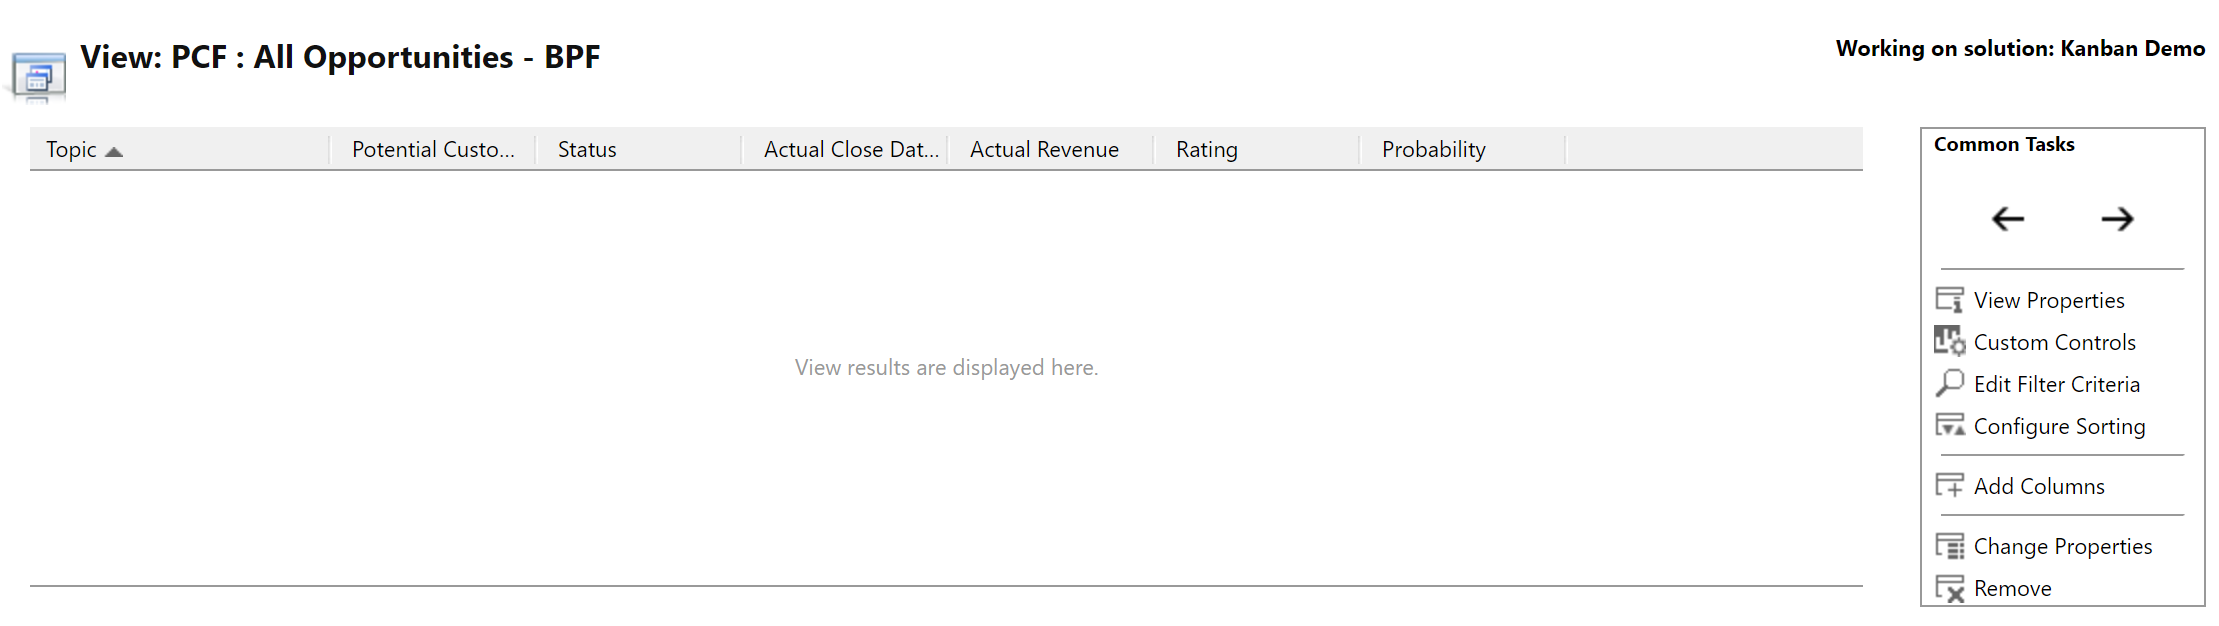 View: PCF : All Opportunities - BPF
Working on solution: Kanban Demo
Topic
Potential Custo...
Status
Actual Close Dat...
Actual Revenue
Rating
Probability
View results are displayed here.
Common Tasks
View Properties
Custom Controls
Edit Filter Criteria
Configure Sorting
Add Columns
Change Properties
Remove